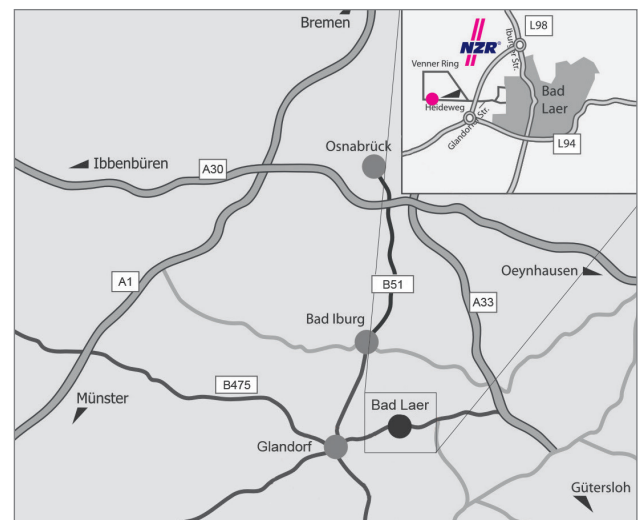 Bremen
L98
Iburger Str.
NZR®
Venner Ring
Bad
Laer
Heideweg
Glandorfer Str.
L94
Osnabrück
Ibbenbüren
A30
Oeynhausen
A1
B51
A33
Bad Iburg
B475
Münster
Bad Laer
Glandorf
Gütersloh